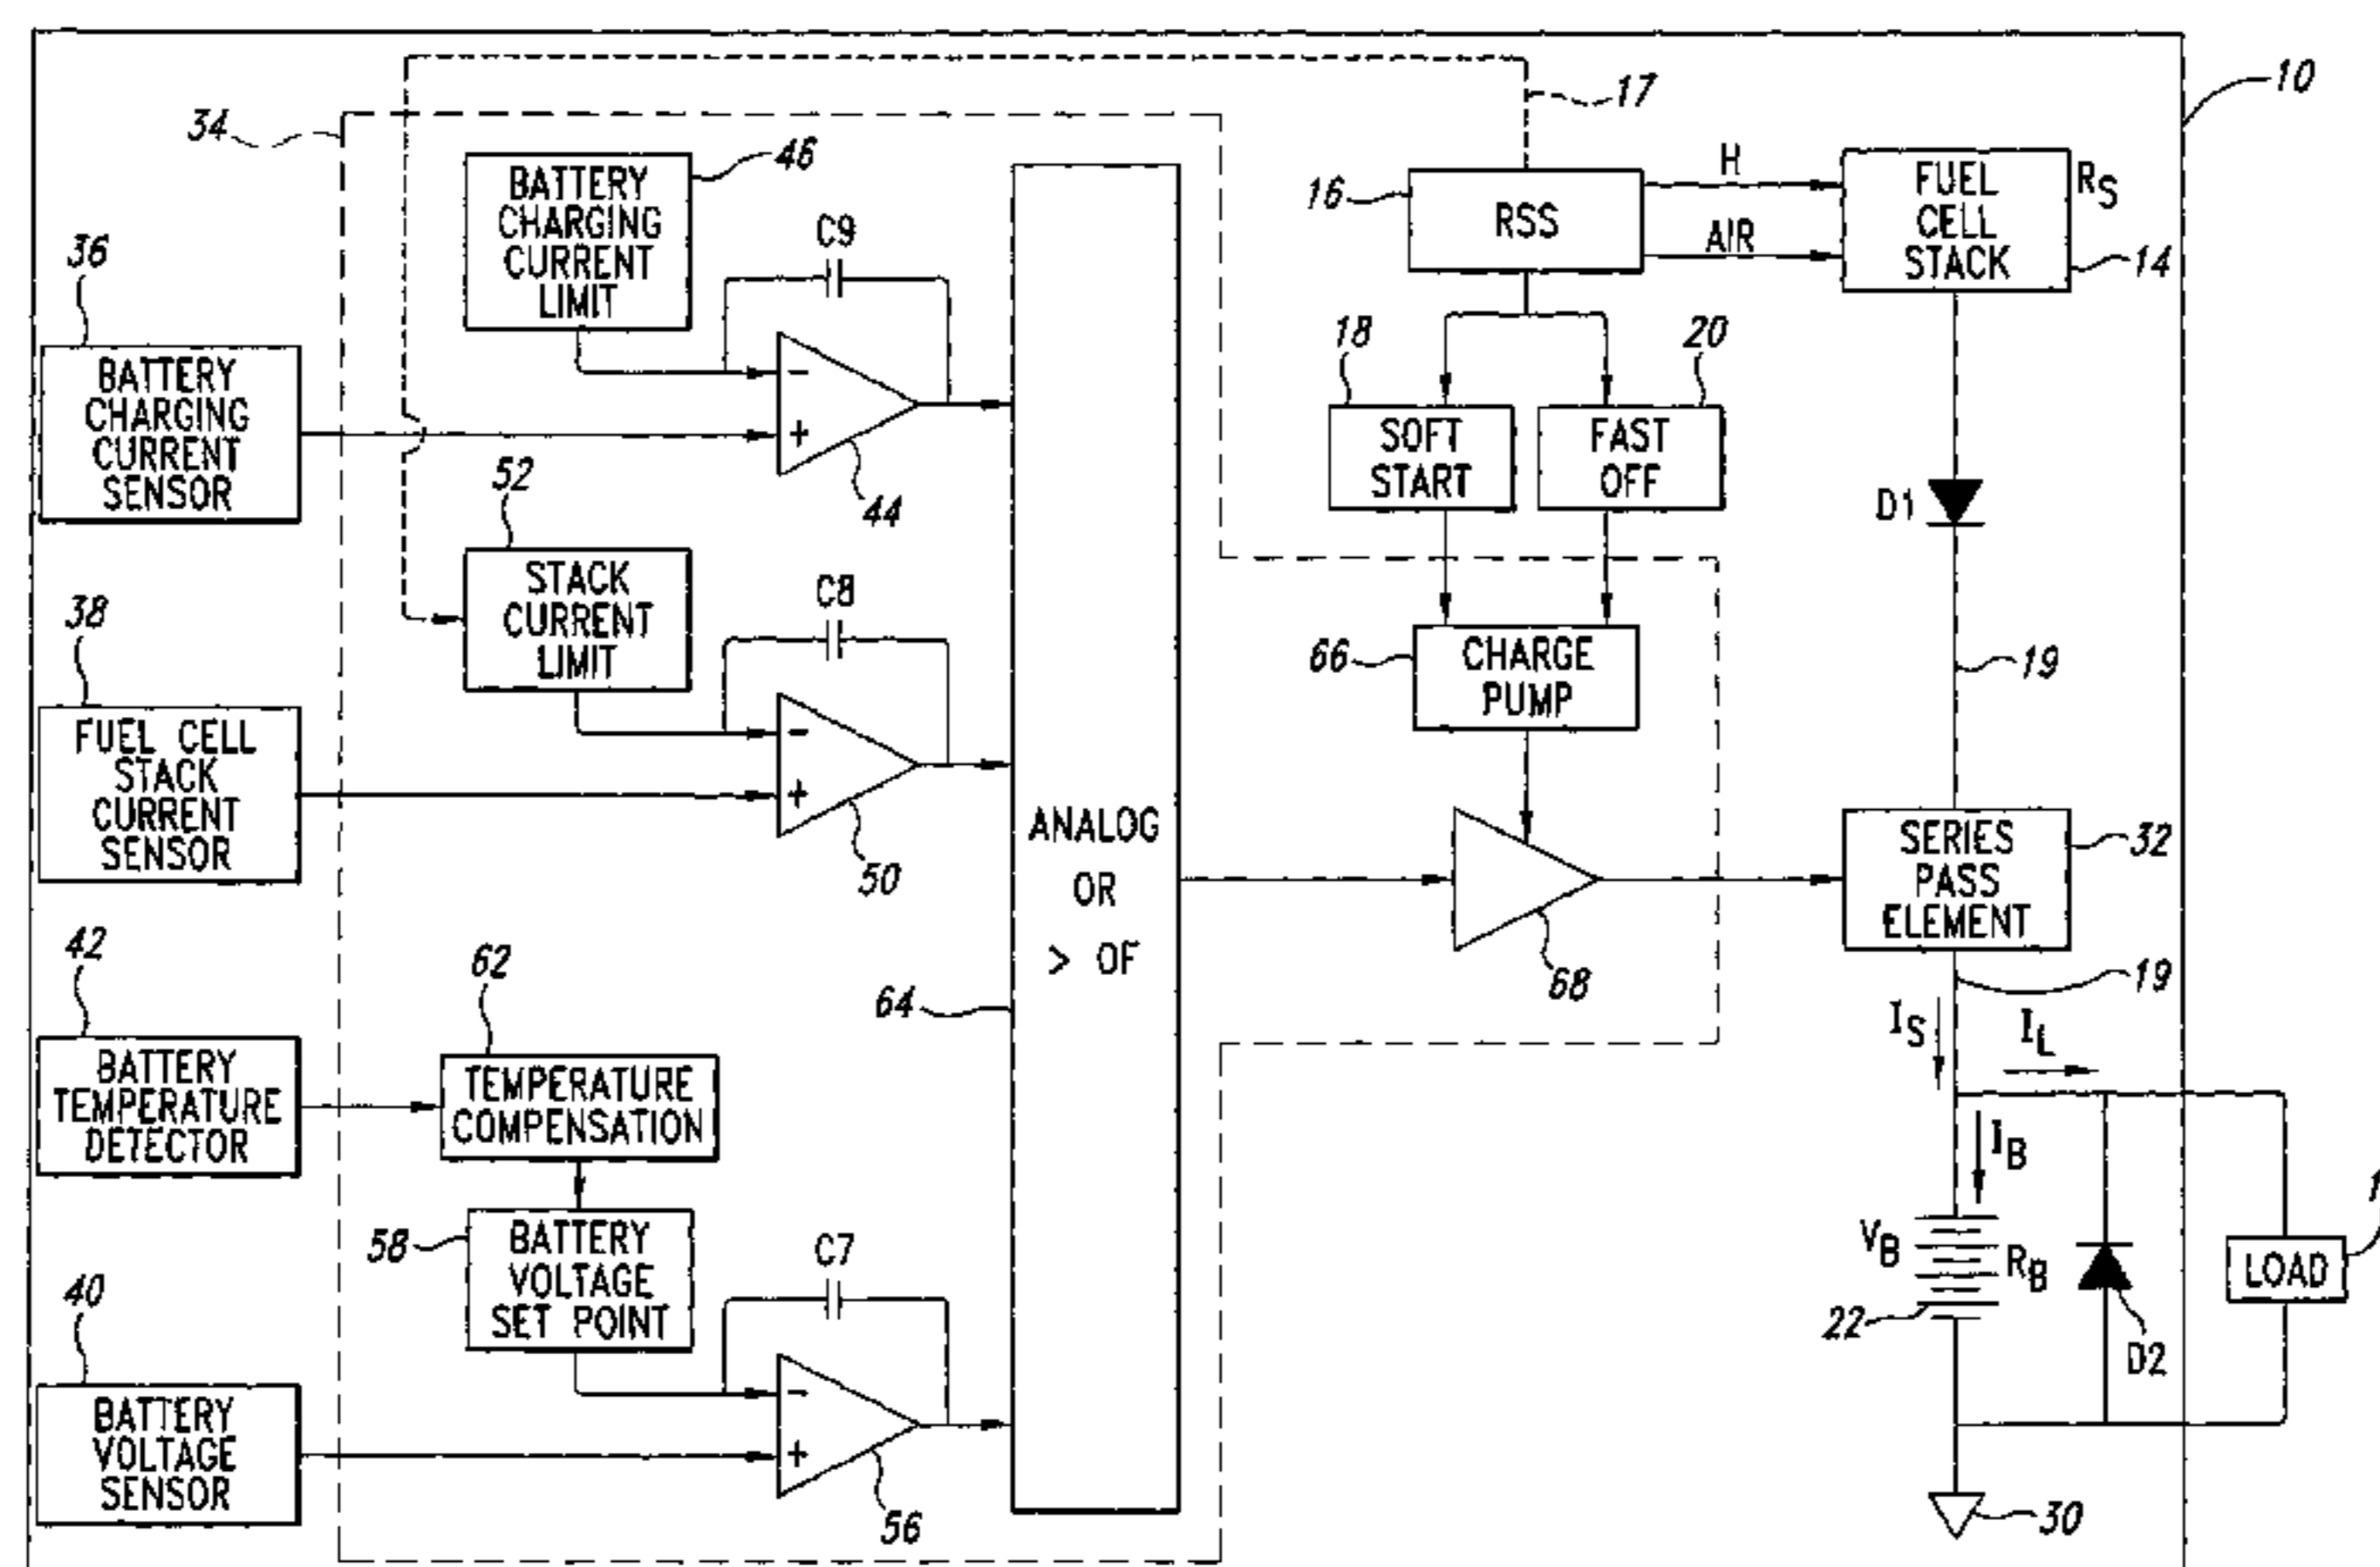 10
17
34
46
BATTERY
CHARGING
CURRENT
LIMIT
C9
16
RSS
H
AIR
FUEL
CELL
STACK
RS
14
36
BATTERY
CHARGING
CURRENT
SENSOR
-
+
44
18
SOFT
START
20
FAST
OFF
D1
52
STACK
CURRENT
LIMIT
C8
38
FUEL CELL
STACK
CURRENT
SENSOR
-
+
50
66
CHARGE
PUMP
19
ANALOG
OR
> OF
64
68
SERIES
PASS
ELEMENT
32
19
42
BATTERY
TEMPERATURE
DETECTOR
62
TEMPERATURE
COMPENSATION
IS
IL
IB
58
BATTERY
VOLTAGE
SET POINT
C7
40
BATTERY
VOLTAGE
SENSOR
-
+
56
VB
RB
22
D2
LOAD
30